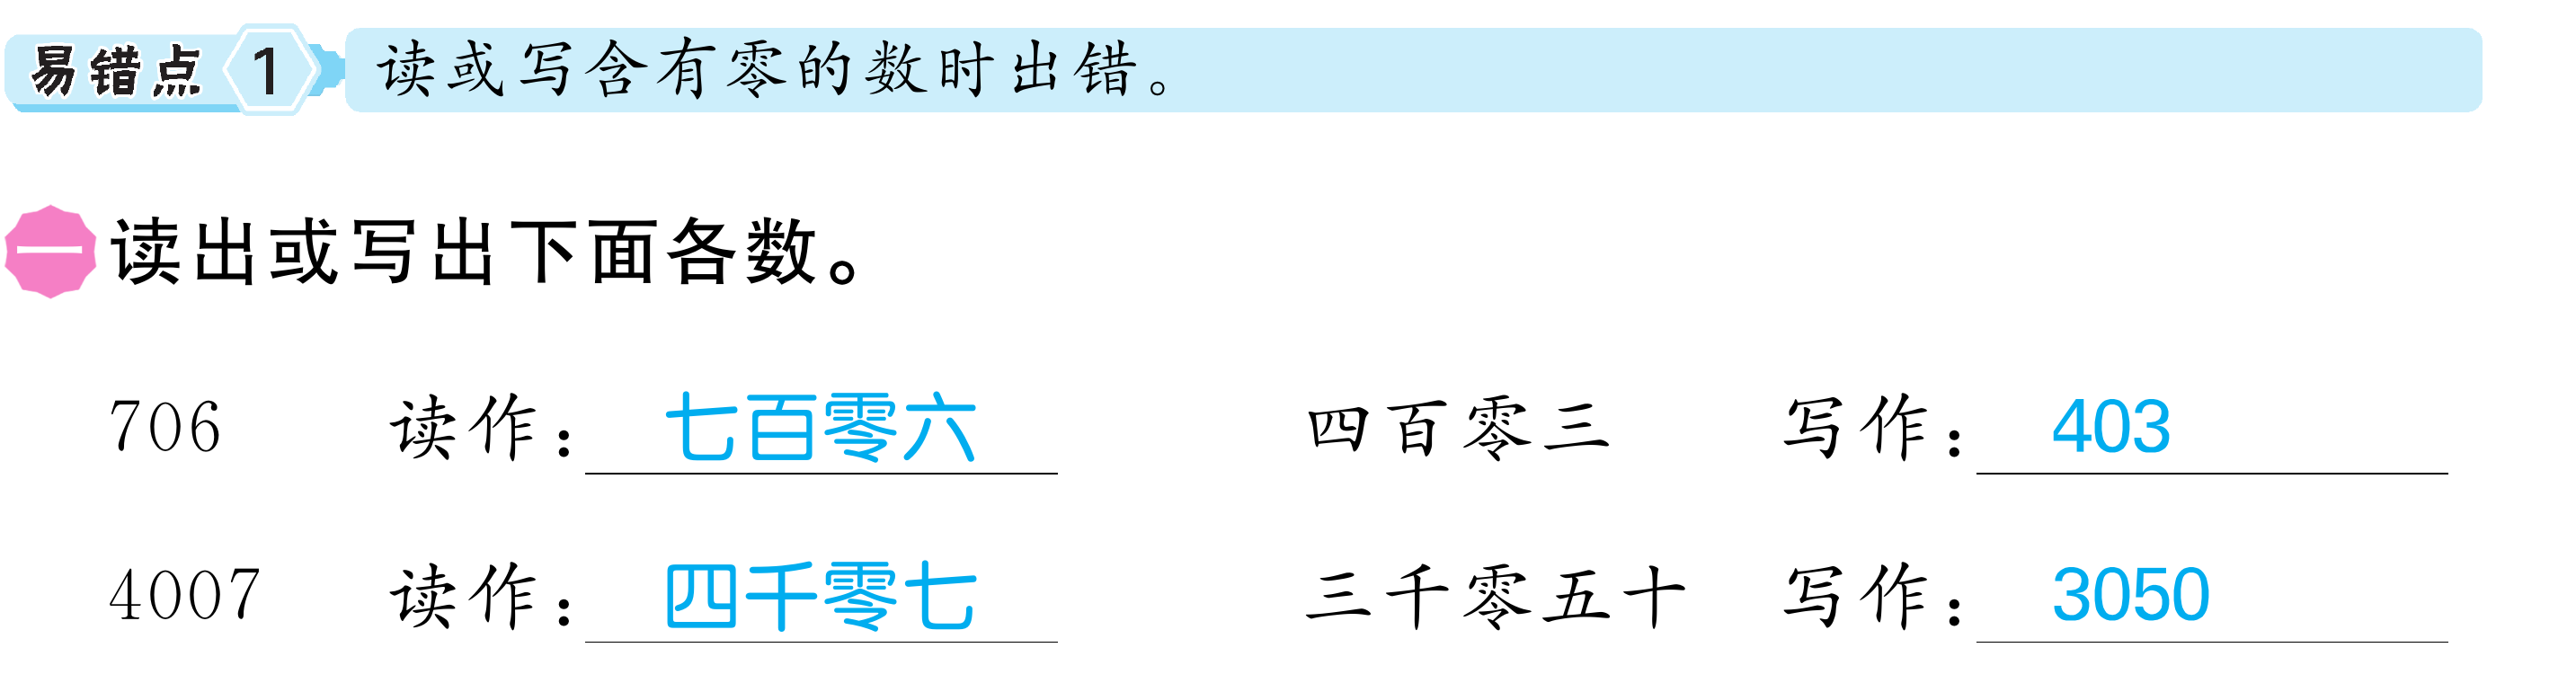 易错点 1 读或写含有零的数时出错。
一 读出或写出下面各数。
706 读作：七百零六 四百零三 写作：403
4007 读作：四千零七 三千零五十 写作：3050